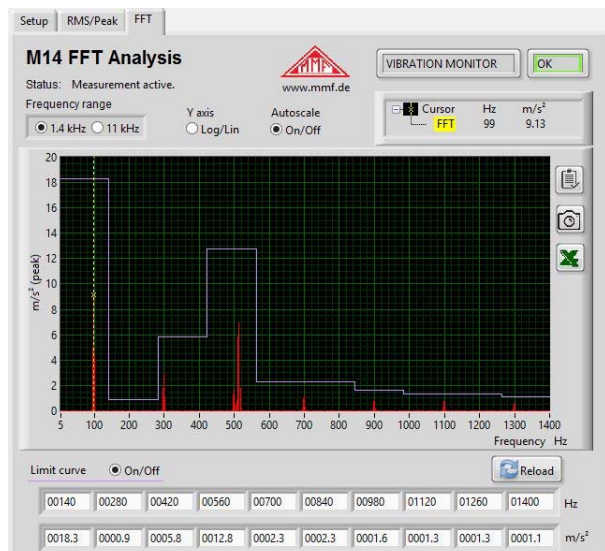 Setup RMS/Peak FFT
M14 FFT Analysis
MMF
www.mmf.de
VIBRATION MONITOR OK
Status: Measurement active.
Frequency range
1.4 kHz 11 kHz
Y axis
Log/Lin
Autoscale
On/Off
Cursor Hz m/s²
FFT 99 9.13
m/s² (peak)
20
18
16
14
12
10
8
6
4
2
0
5 100 200 300 400 500 600 700 800 900 1000 1100 1200 1300 1400
Frequency Hz
Limit curve On/Off
Reload
00140 00280 00420 00560 00700 00840 00980 01120 01260 01400 Hz
0018.3 0000.9 0005.8 0012.8 0002.3 0002.3 0001.6 0001.3 0001.3 0001.1 m/s²